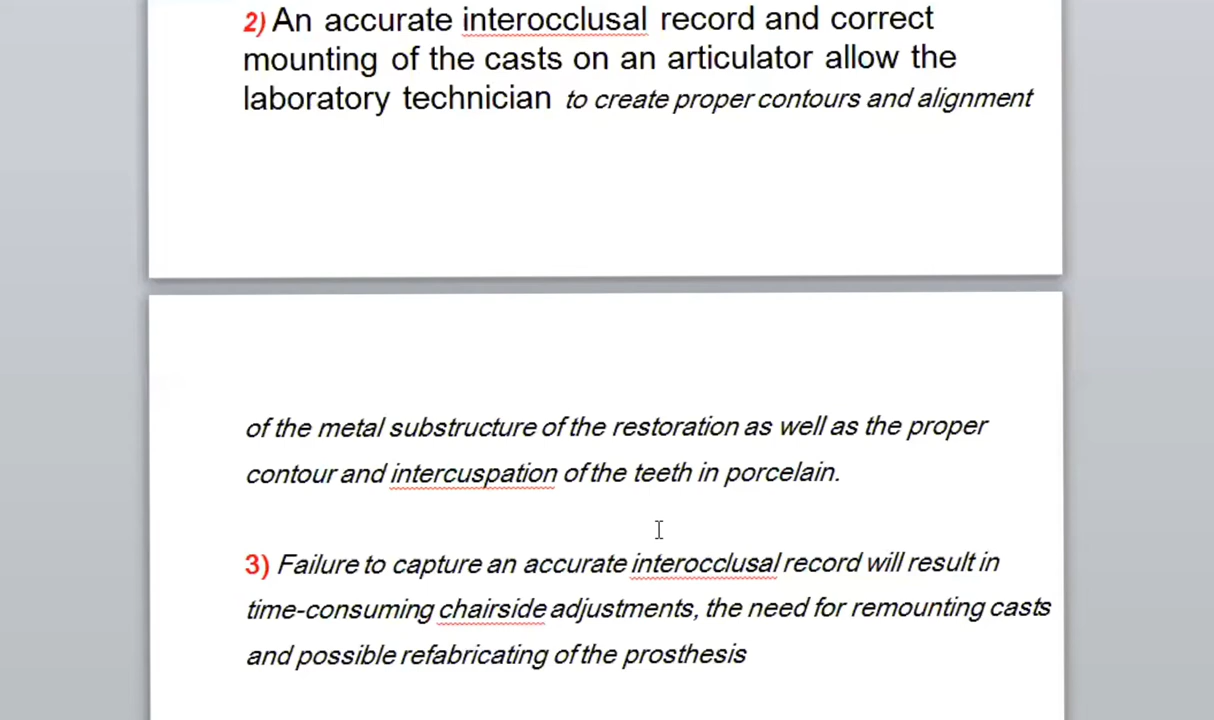 2) An accurate interocclusal record and correct
mounting of the casts on an articulator allow the
laboratory technician to create proper contours and alignment
of the metal substructure of the restoration as well as the proper
contour and intercuspation of the teeth in porcelain.
3) Failure to capture an accurate interocclusal record will result in
time-consuming chairside adjustments, the need for remounting casts
and possible refabricating of the prosthesis